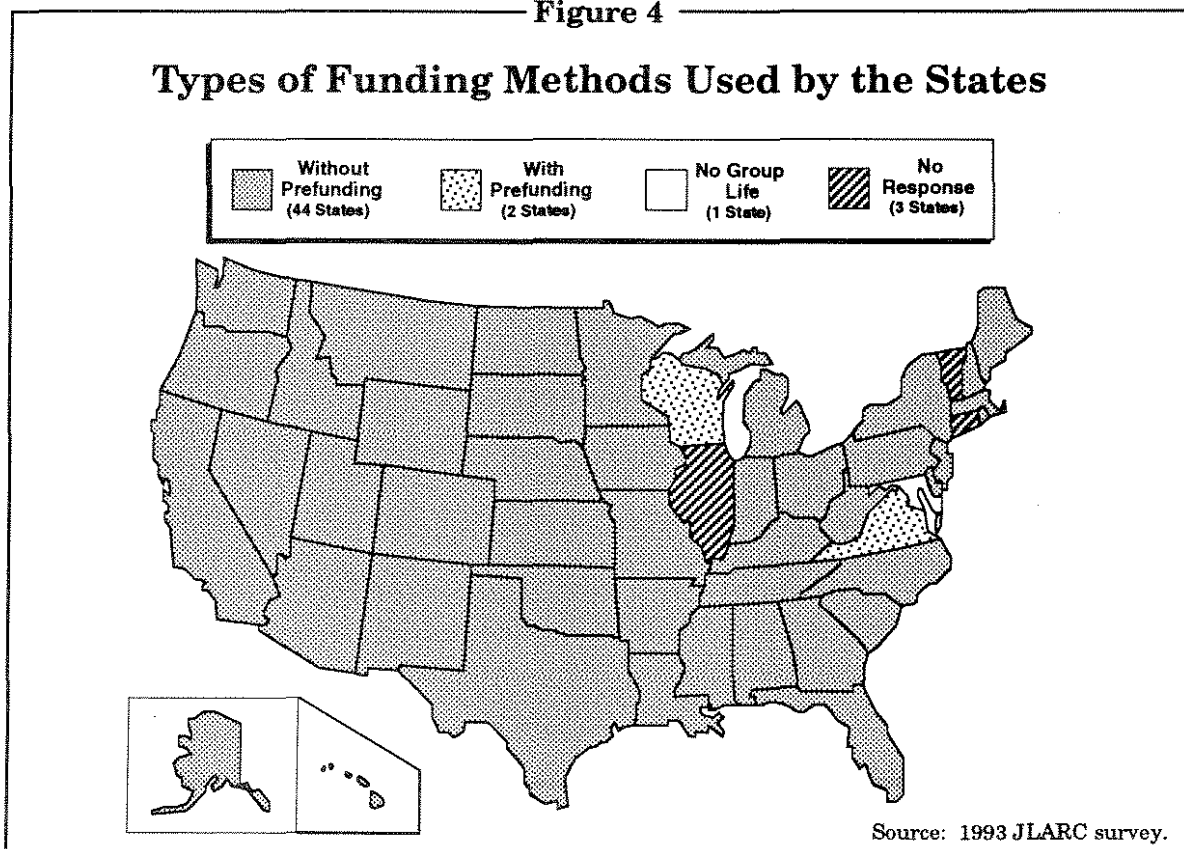 Figure 4
Types of Funding Methods Used by the States
Without
Prefunding
(44 States)
With
Prefunding
(2 States)
No Group
Life
(1 State)
No
Response
(3 States)
Source: 1993 JLARC survey.